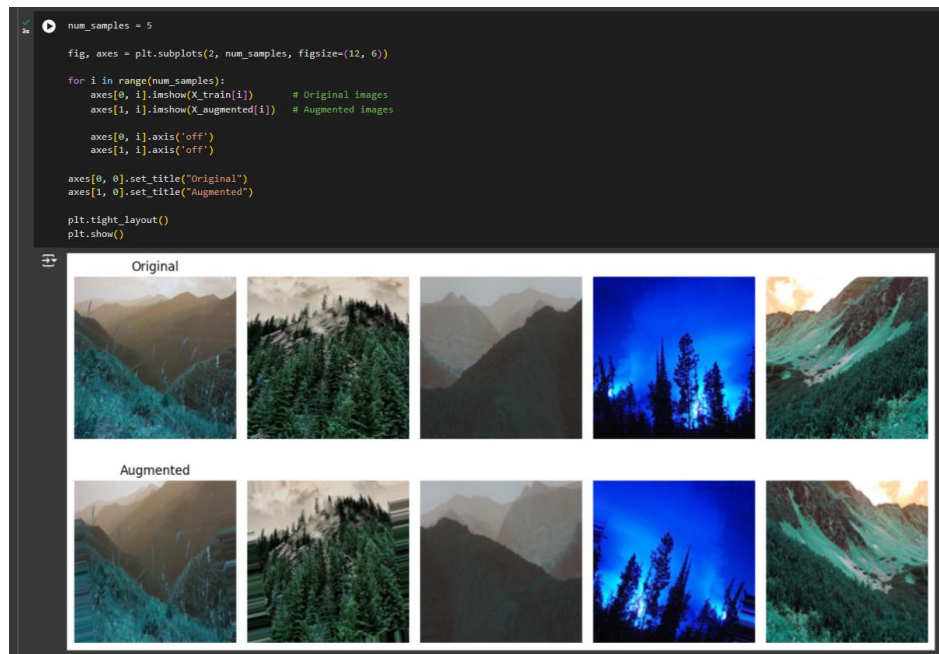 num_samples = 5
fig, axes = plt.subplots(2, num_samples, figsize=(12, 6))
for i in range(num_samples):
axes[0, i].imshow(X_train[i]) # Original images
axes[1, i].imshow(X_augmented[i]) # Augmented images
axes[0, i].axis('off')
axes[1, i].axis('off')
axes[0, 0].set_title("Original")
axes[1, 0].set_title("Augmented")
plt.tight_layout()
plt.show()
Original
Augmented